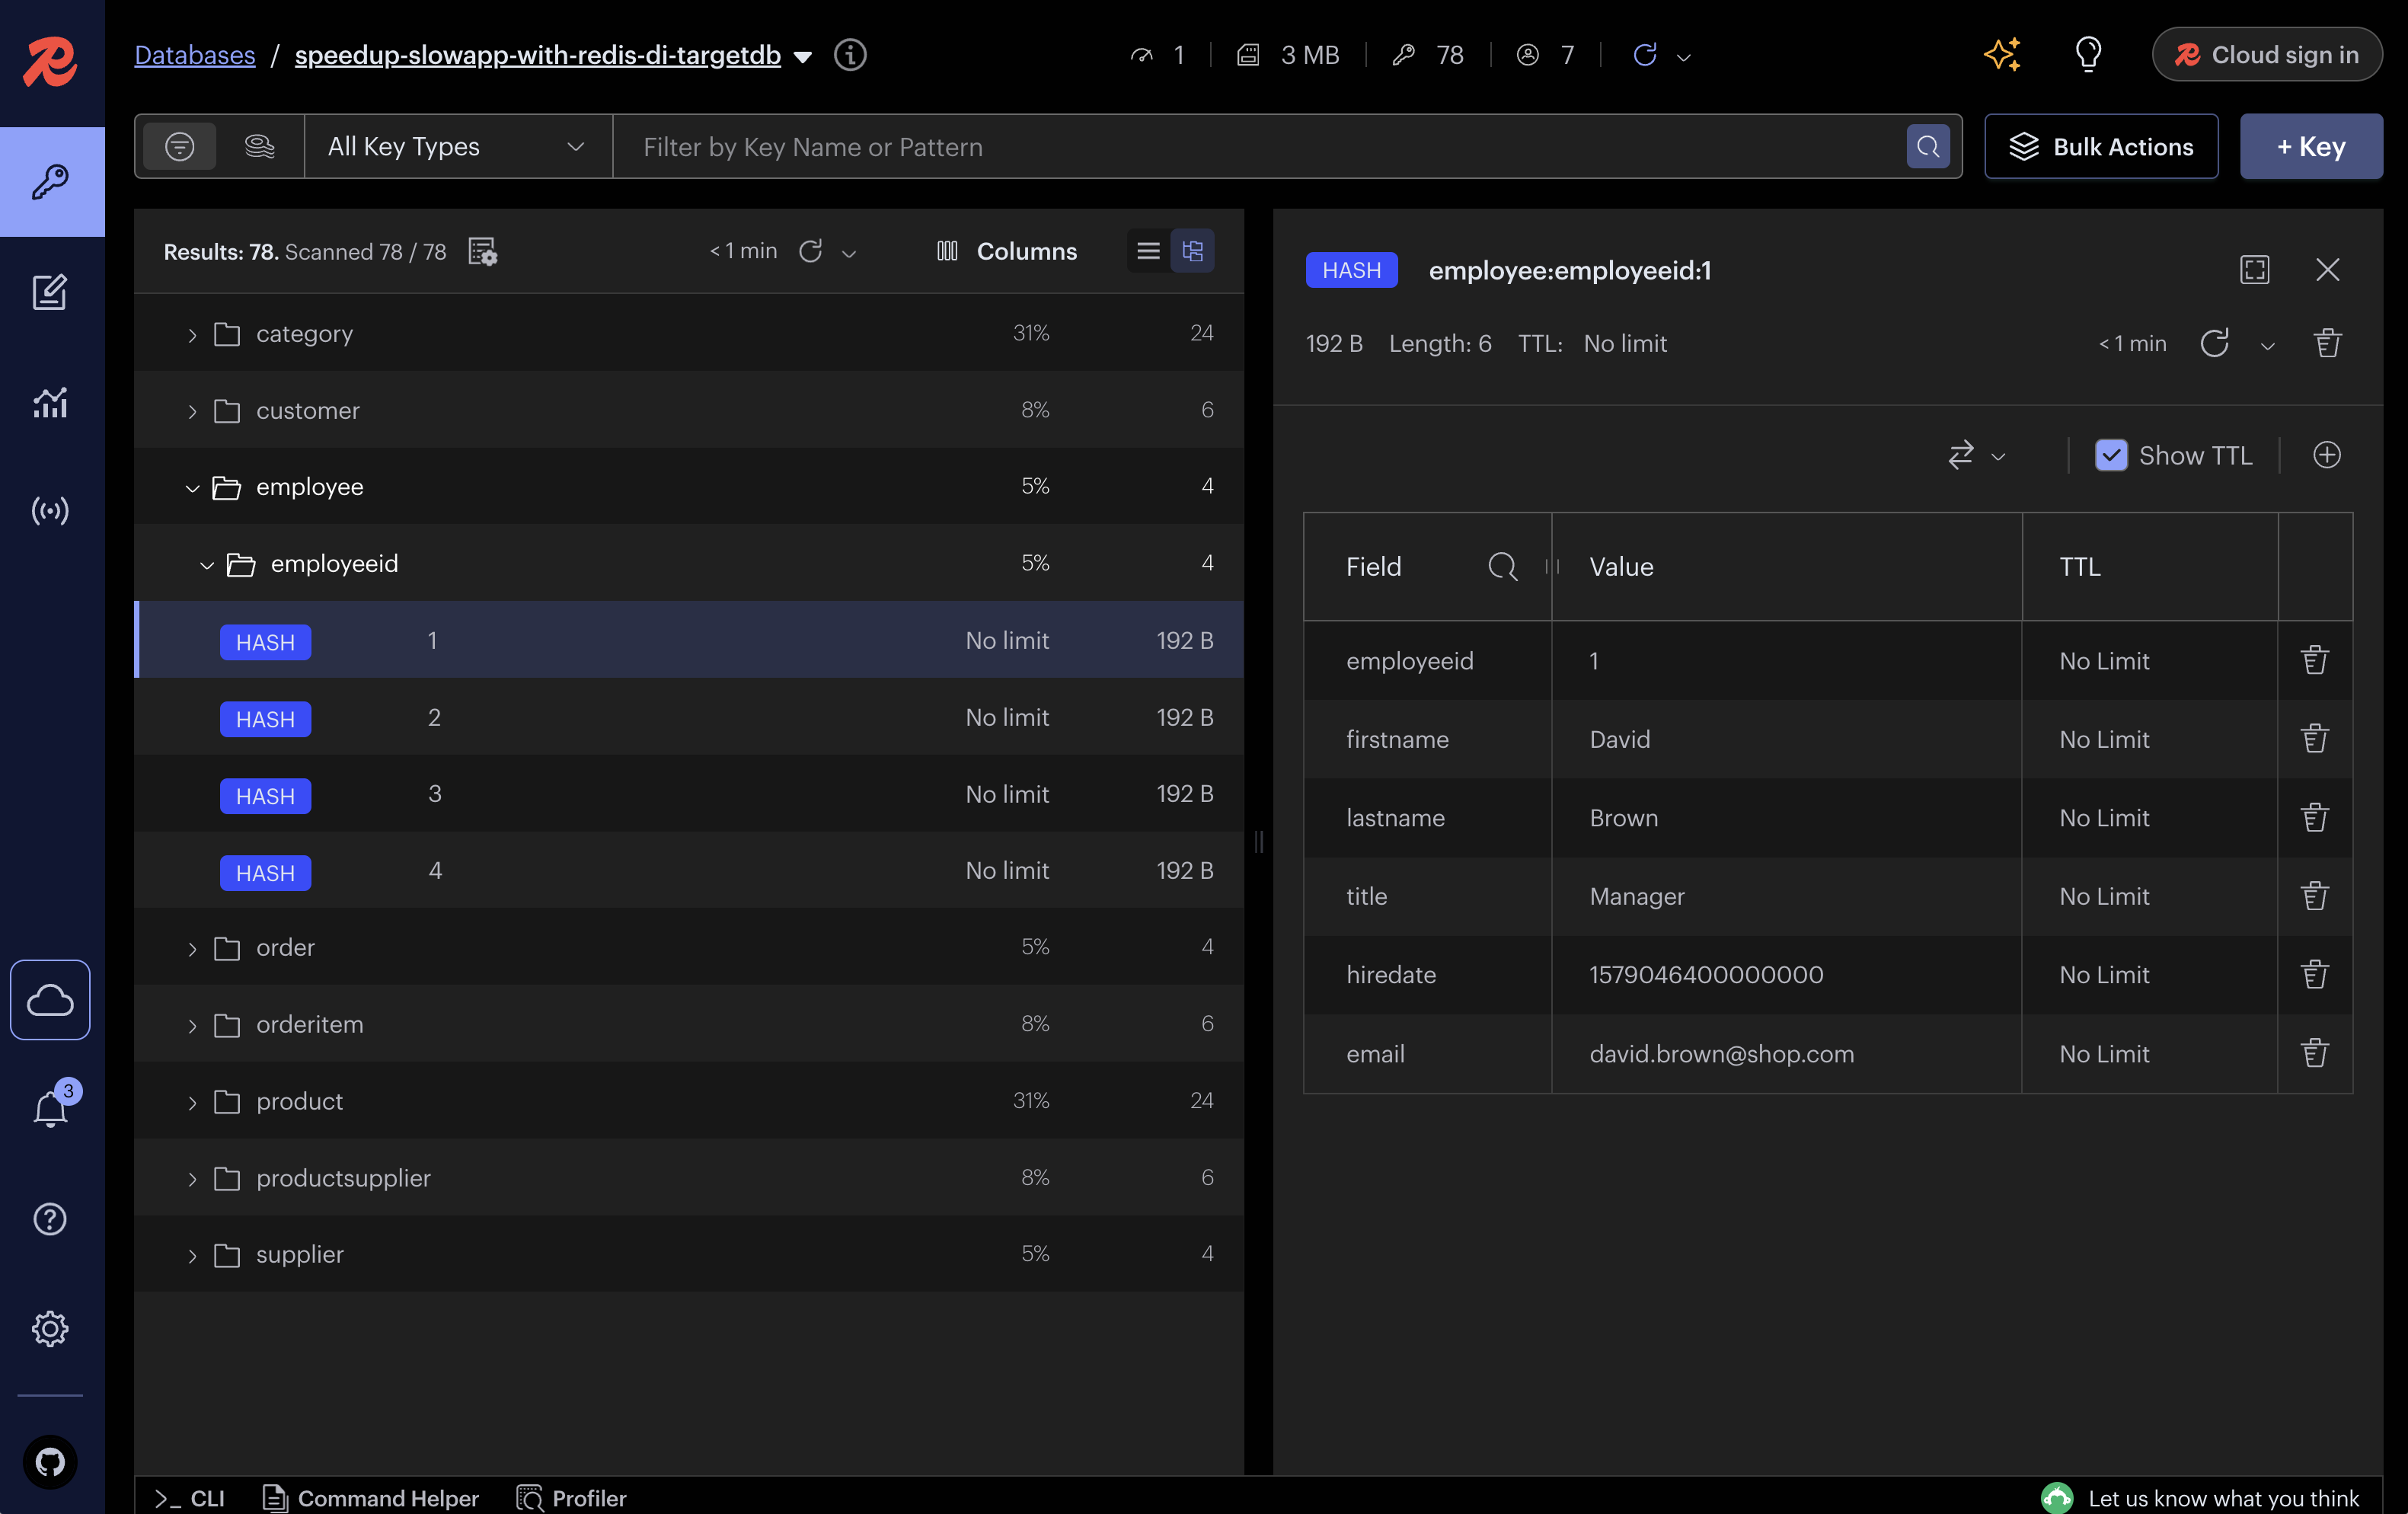 Databases / speedup-slowapp-with-redis-di-targetdb
1 3 MB 78 7
Cloud sign in
All Key Types
Filter by Key Name or Pattern
Bulk Actions
+ Key
Results: 78. Scanned 78 / 78
< 1 min
Columns
category 31% 24
customer 8% 6
employee 5% 4
employeeid 5% 4
HASH 1 No limit 192 B
HASH 2 No limit 192 B
HASH 3 No limit 192 B
HASH 4 No limit 192 B
order 5% 4
orderitem 8% 6
product 31% 24
productsupplier 8% 6
supplier 5% 4
HASH employee:employeeid:1
192 B Length: 6 TTL: No limit
< 1 min
Show TTL
Field Value TTL
employeeid 1 No Limit
firstname David No Limit
lastname Brown No Limit
title Manager No Limit
hiredate 1579046400000000 No Limit
email david.brown@shop.com No Limit
3
>_ CLI
Command Helper
Profiler
Let us know what you think